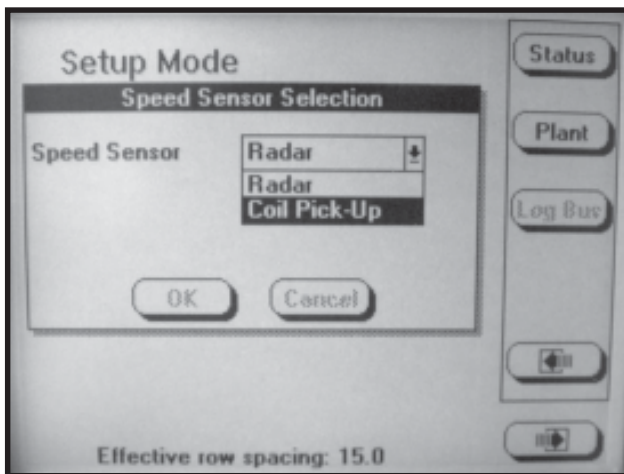 Setup Mode
Speed Sensor Selection
Speed Sensor
Radar
Radar
Coil Pick-Up
OK
Cancel
Effective row spacing: 15.0
Status
Plant
Log Bus